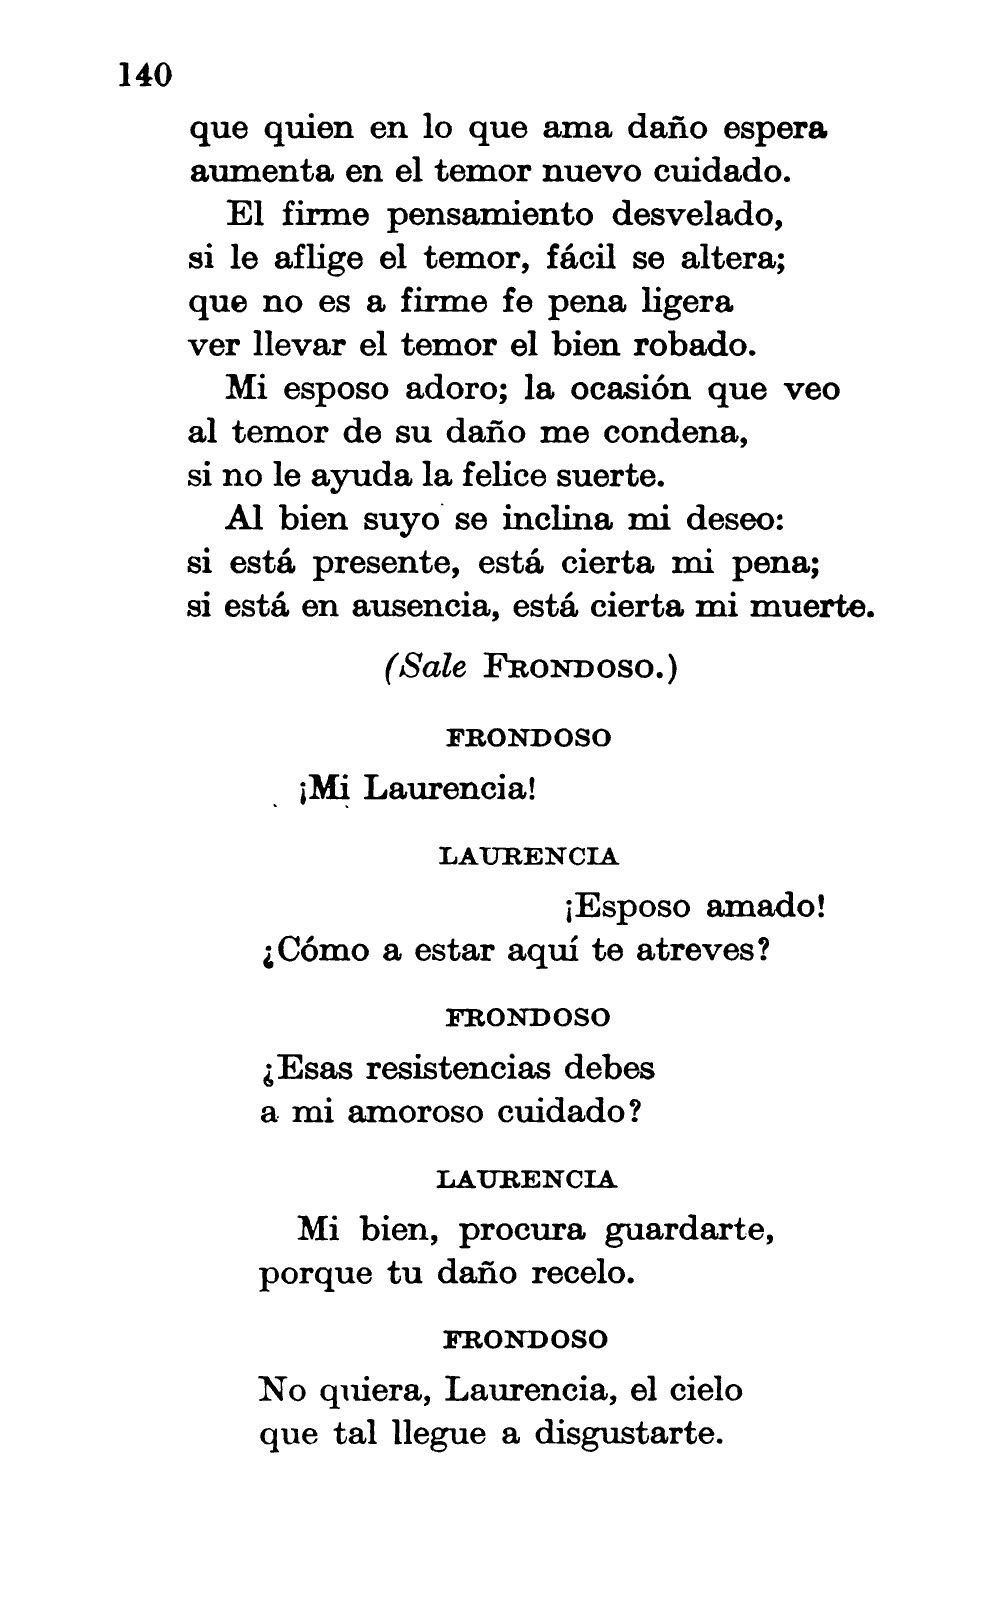 140
que quien en lo que ama daño espera
aumenta en el temor nuevo cuidado.
El firme pensamiento desvelado,
si le aflige el temor, fácil se altera;
que no es a firme fe pena ligera
ver llevar el temor el bien robado.
Mi esposo adoro; la ocasión que veo
al temor de su daño me condena,
si no le ayuda la felice suerte.
Al bien suyo se inclina mi deseo:
si está presente, está cierta mi pena;
si está en ausencia, está cierta mi muerte.
(Sale FRONDOSO.)
FRONDOSO
¡Mi Laurencia!
LAURENCIA
¡Esposo amado!
¿Cómo a estar aquí te atreves?
FRONDOSO
¿Esas resistencias debes
a mi amoroso cuidado?
LAURENCIA
Mi bien, procura guardarte,
porque tu daño recelo.
FRONDOSO
No quiera, Laurencia, el cielo
que tal llegue a disgustarte.